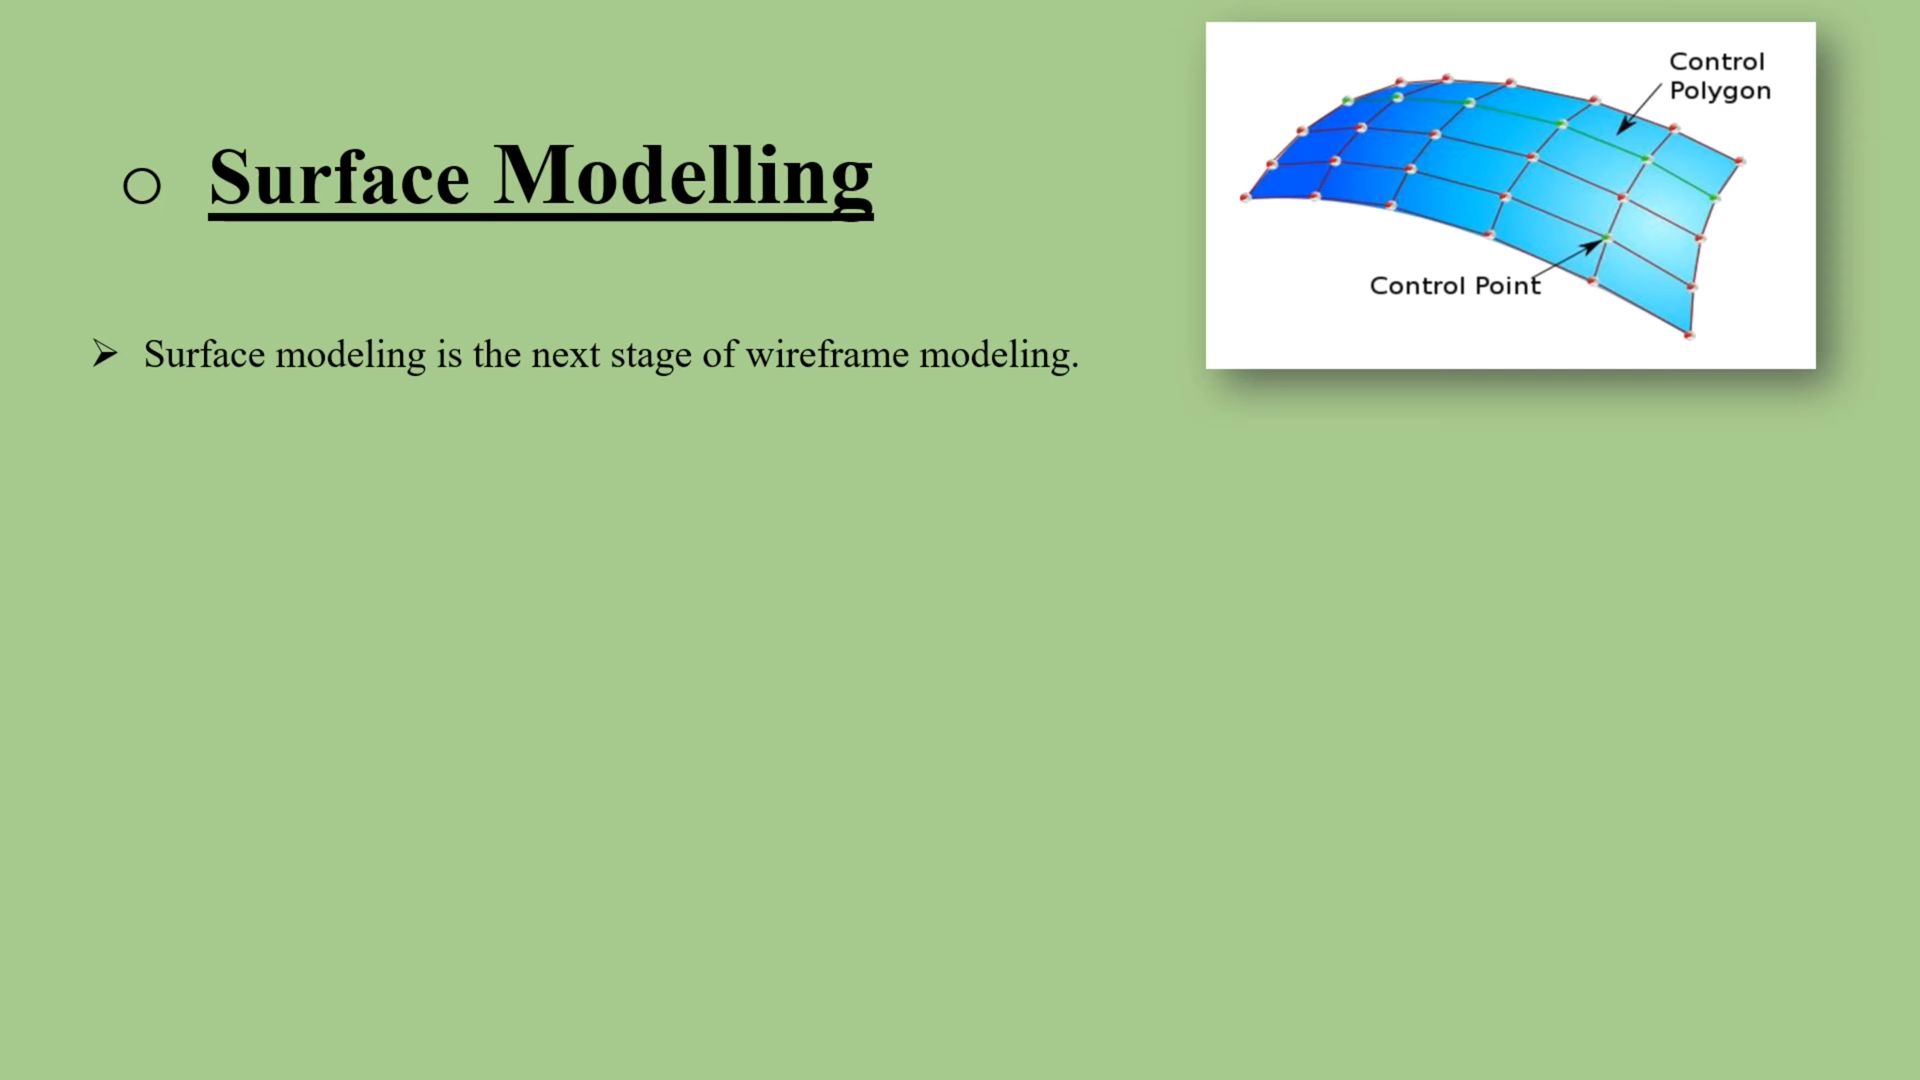 Surface Modelling
Surface modeling is the next stage of wireframe modeling.
Control
Polygon
Control Point